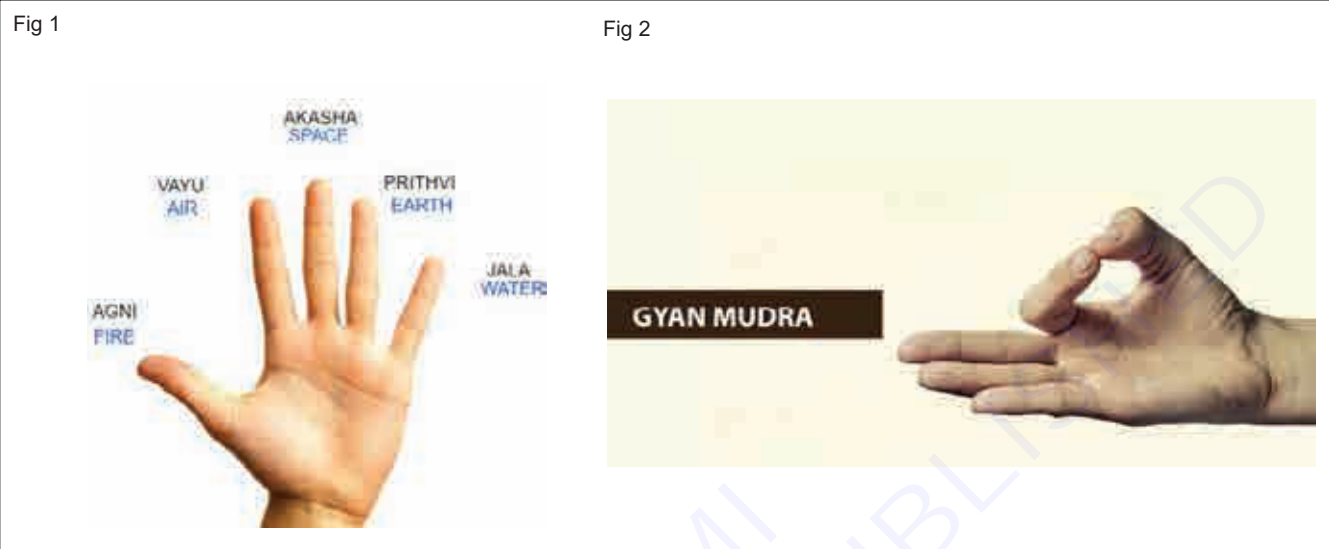 Fig 1
Fig 2
AKASHA
SPACE
VAYU
AIR
PRITHVI
EARTH
JALA
WATER
AGNI
FIRE
GYAN MUDRA